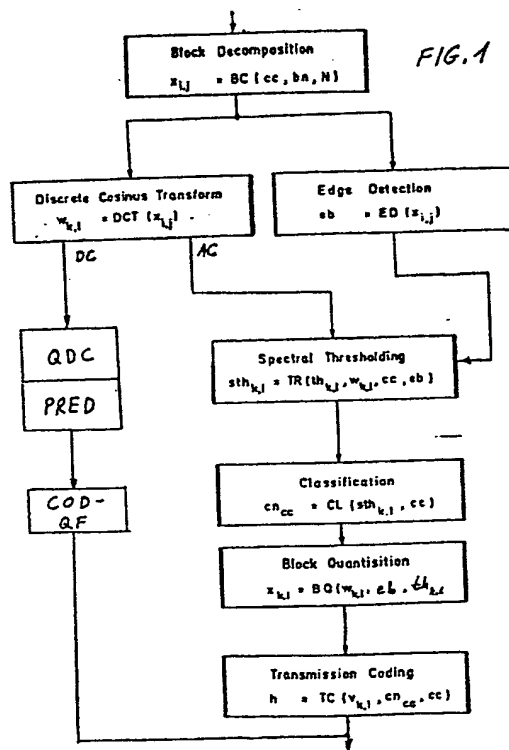 FIG.1
Block Decomposition
x_{i,j} = BC {cc, bn, N}
Discrete Cosinus Transform
w_{k,l} = DCT {x_{i,j}}
Edge Detection
eb = ED {x_{i,j}}
DC
AC
QDC
PRED
Spectral Thresholding
sth_{k,l} = TR{th_{k,l}, w_{k,l}, cc, eb}
Classification
cn_{cc} = CL {sth_{k,l}, cc}
COD-
QF
Block Quantisition
x_{k,l} = BQ{w_{k,l}, eb, th_{k,l}
Transmission Coding
h = TC {v_{k,l}, cn_{cc}, cc}